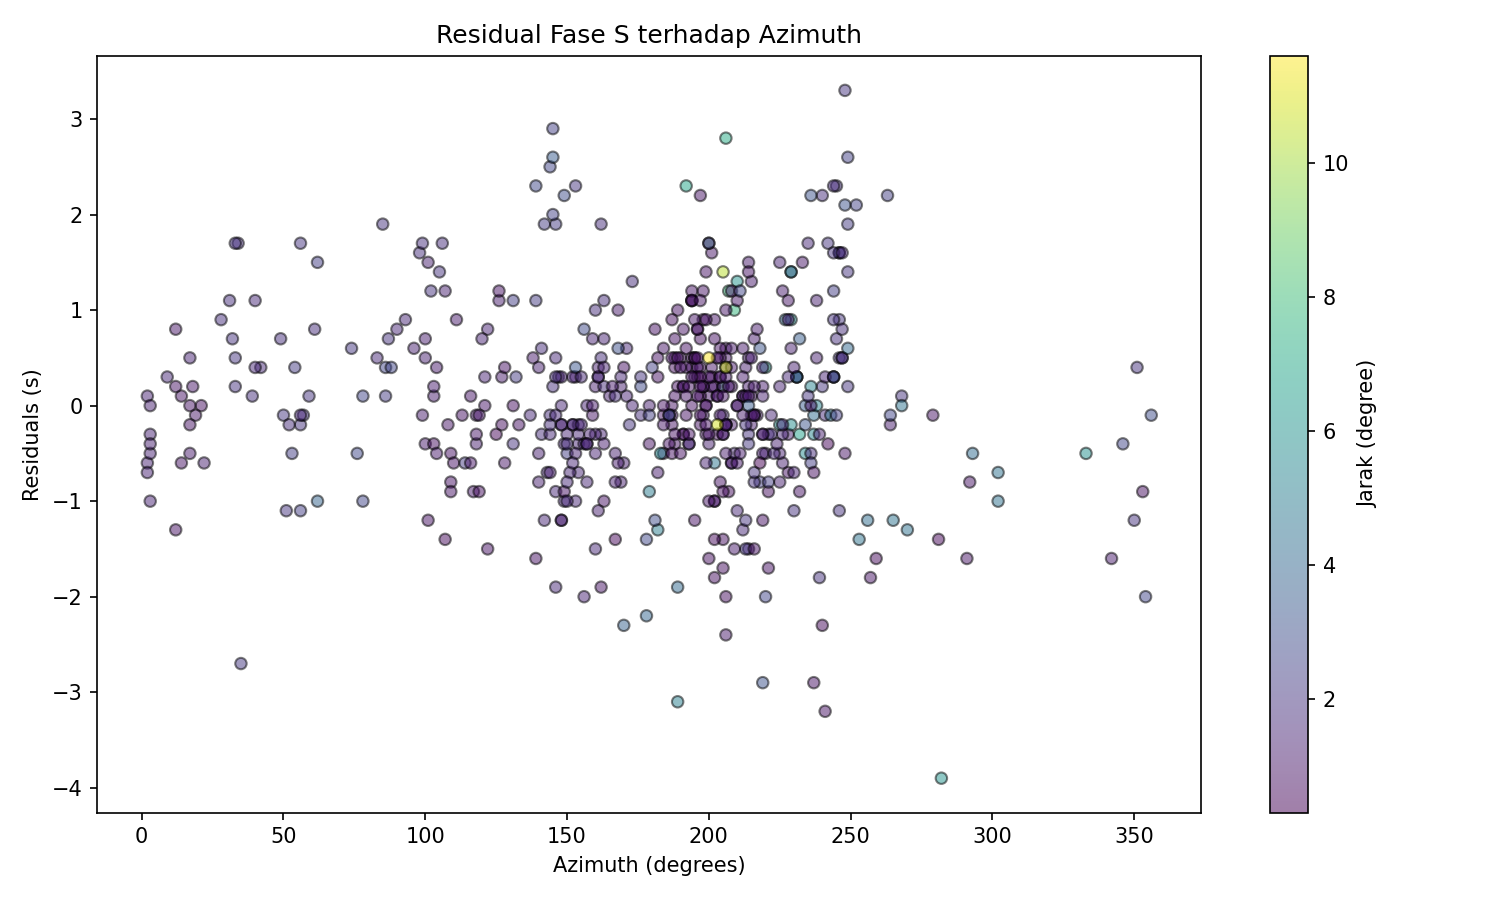 Residual Fase S terhadap Azimuth
Residuals (s)
3
2
1
0
−1
−2
−3
−4
0 50 100 150 200 250 300 350
Azimuth (degrees)
10
8
6
4
2
Jarak (degree)